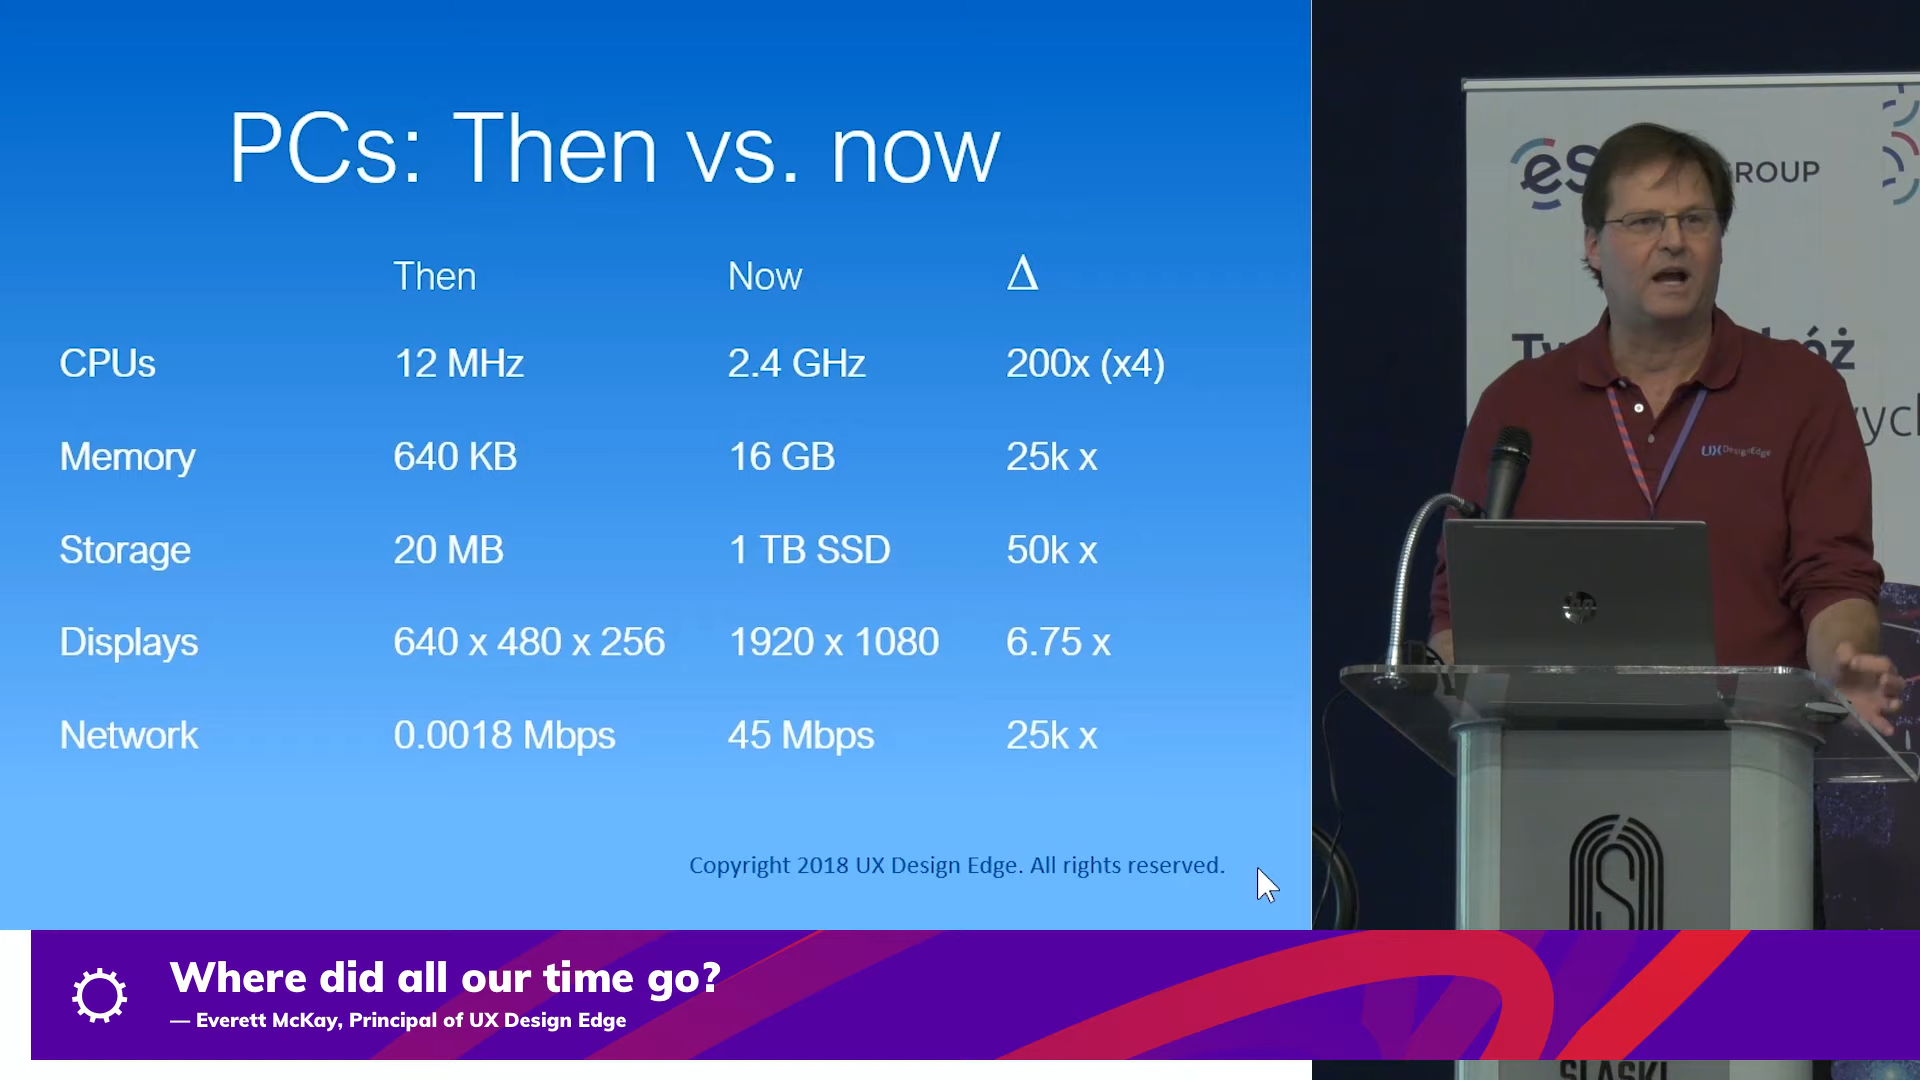 PCs: Then vs. now
Then Now Δ
CPUs 12 MHz 2.4 GHz 200x (x4)
Memory 640 KB 16 GB 25k x
Storage 20 MB 1 TB SSD 50k x
Displays 640 x 480 x 256 1920 x 1080 6.75 x
Network 0.0018 Mbps 45 Mbps 25k x
Copyright 2018 UX Design Edge. All rights reserved.
Where did all our time go?
— Everett McKay, Principal of UX Design Edge
UX DesignEdge
hp